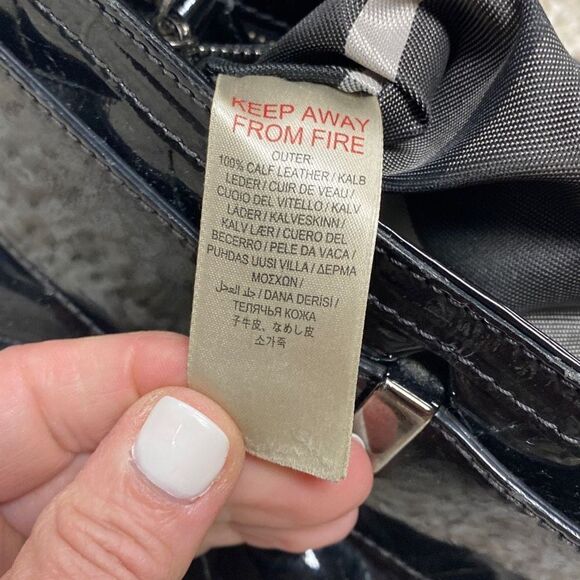 KEEP AWAY
FROM FIRE
OUTER:
100% CALF LEATHER / KALB
LEDER / CUIR DE VEAU /
CUOIO DEL VITELLO / KALV
LÄDER / KALVESKINN /
KALV LÆR / CUERO DEL
BECERRO / PELE DA VACA /
PUHDAS UUSI VILLA / ΔΕΡΜΑ
ΜΟΣΧΩΝ /
جلد العجل / DANA DERİSİ /
ТЕЛЯЧЬЯ КОЖА
子牛皮、なめし皮
소가죽